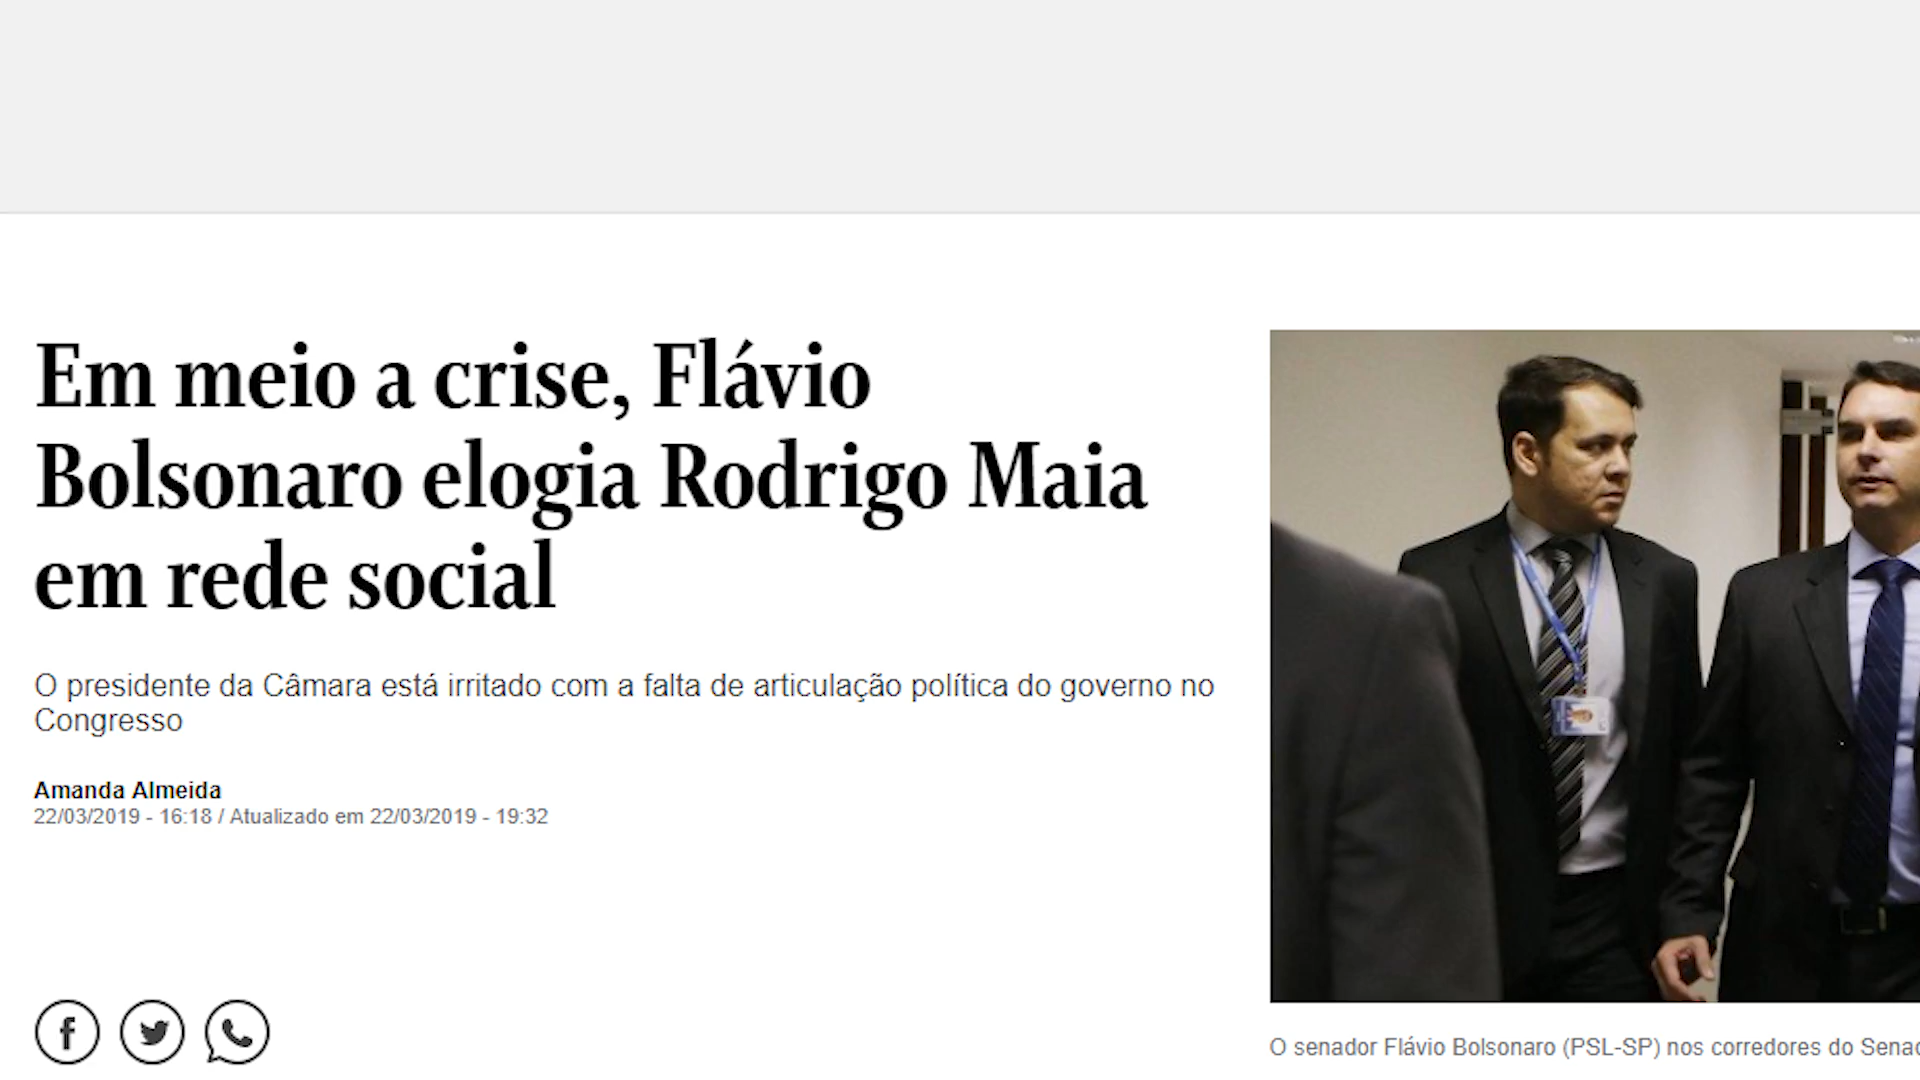 Em meio a crise, Flávio
Bolsonaro elogia Rodrigo Maia
em rede social
O presidente da Câmara está irritado com a falta de articulação política do governo no
Congresso
Amanda Almeida
22/03/2019 - 16:18 / Atualizado em 22/03/2019 - 19:32
O senador Flávio Bolsonaro (PSL-SP) nos corredores do